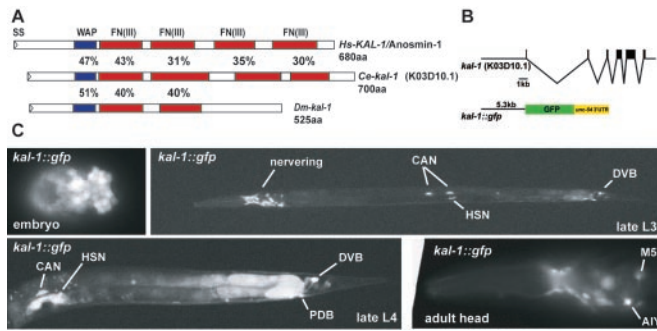 A
SS WAP FN(III) FN(III) FN(III) FN(III)
Hs-KAL-1/Anosmin-1
680aa
47% 43% 31% 35% 30%
Ce-kal-1 (K03D10.1)
700aa
51% 40% 40%
Dm-kal-1
525aa
B
kal-1 (K03D10.1)
1kb
5.3kb
kal-1::gfp GFP unc-54 3'UTR
C
kal-1::gfp
embryo
kal-1::gfp
nervering
CAN
HSN
DVB
late L3
kal-1::gfp
CAN
HSN
DVB
PDB
late L4
kal-1::gfp
M5
AIY
adult head